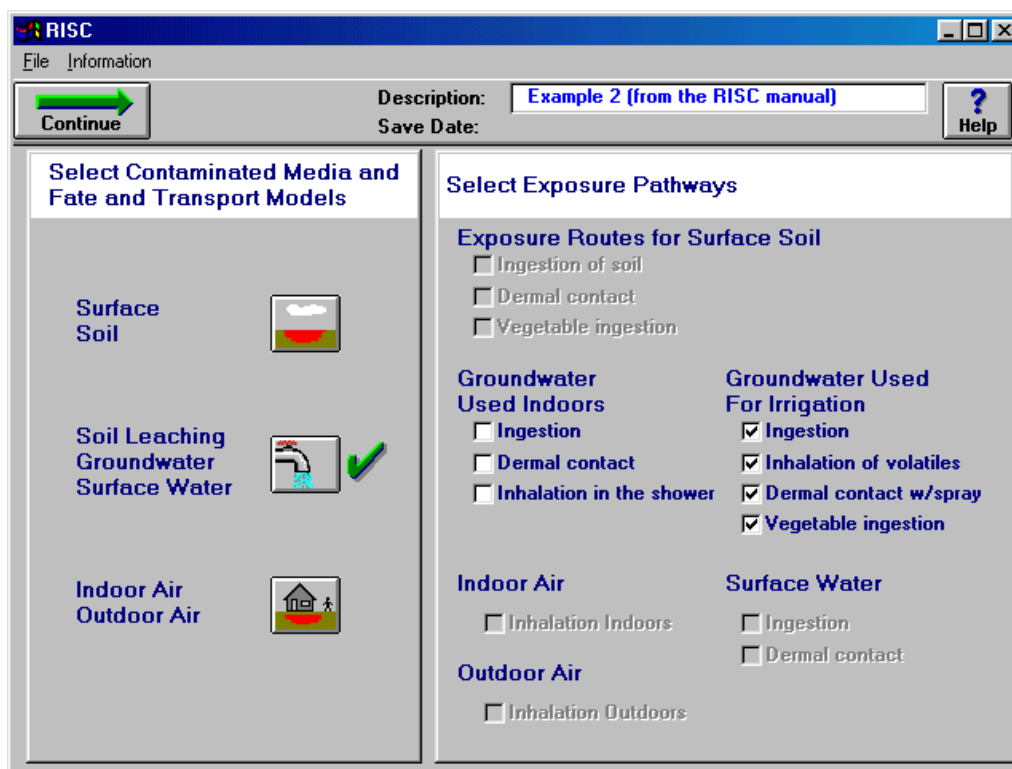 RISC
File Information
Continue
Description: Example 2 (from the RISC manual)
Save Date:
? Help
Select Contaminated Media and
Fate and Transport Models
Surface
Soil
Soil Leaching
Groundwater
Surface Water
Indoor Air
Outdoor Air
Select Exposure Pathways
Exposure Routes for Surface Soil
Ingestion of soil
Dermal contact
Vegetable ingestion
Groundwater
Used Indoors
Ingestion
Dermal contact
Inhalation in the shower
Groundwater Used
For Irrigation
Ingestion
Inhalation of volatiles
Dermal contact w/spray
Vegetable ingestion
Indoor Air
Inhalation Indoors
Surface Water
Ingestion
Dermal contact
Outdoor Air
Inhalation Outdoors